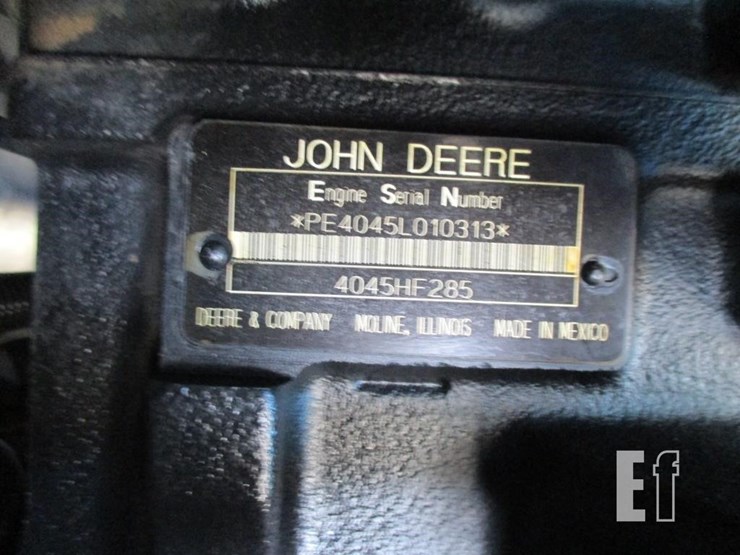 JOHN DEERE
Engine Serial Number
*PE4045L010313*
4045HF285
DEERE & COMPANY MOLINE, ILLINOIS MADE IN MEXICO
Ef